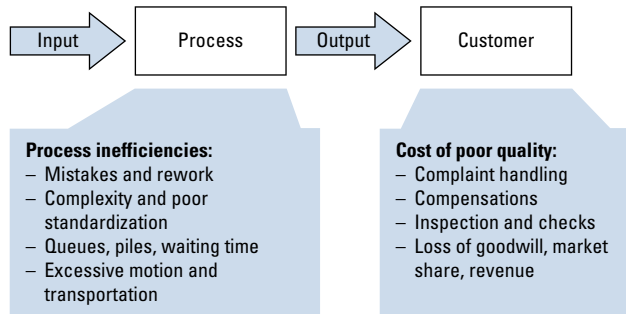 Input
Process
Output
Customer
Process inefficiencies:
– Mistakes and rework
– Complexity and poor
standardization
– Queues, piles, waiting time
– Excessive motion and
transportation
Cost of poor quality:
– Complaint handling
– Compensations
– Inspection and checks
– Loss of goodwill, market
share, revenue